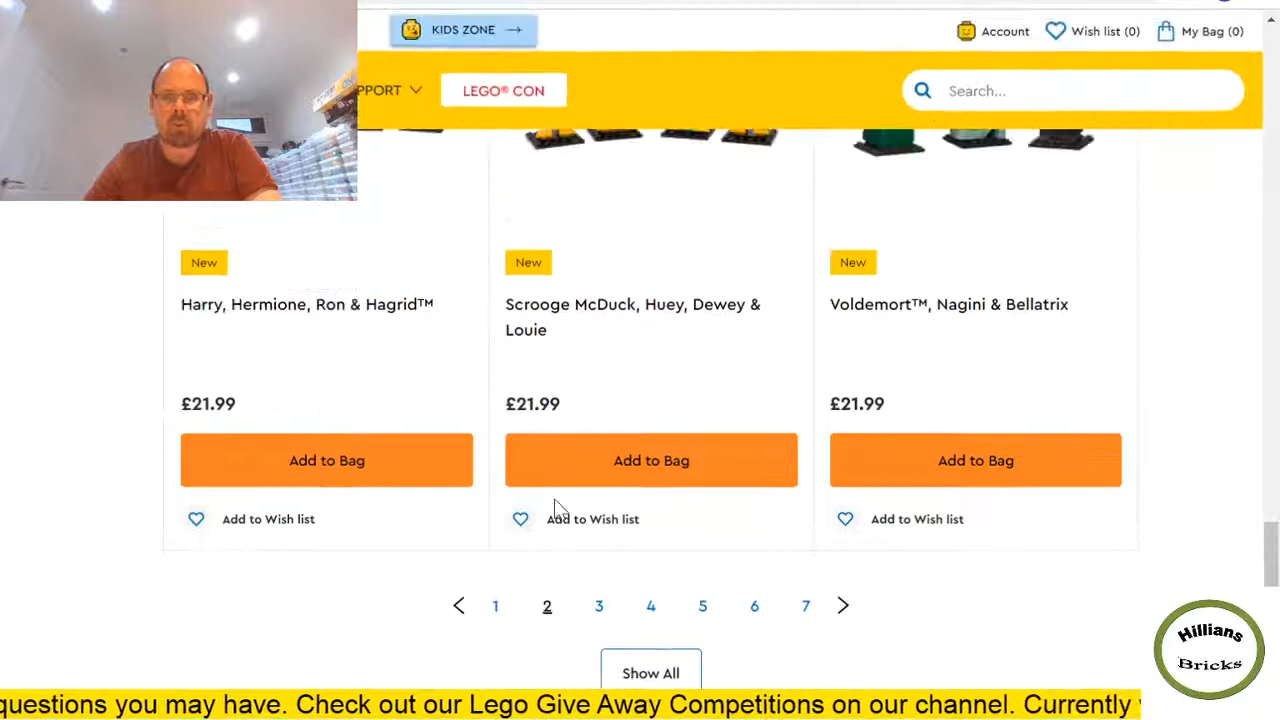 KIDS ZONE →
Account
Wish list (0)
My Bag (0)
PPORT
LEGO® CON
Search...
New
New
New
Harry, Hermione, Ron & Hagrid™
Scrooge McDuck, Huey, Dewey &
Louie
Voldemort™, Nagini & Bellatrix
£21.99
£21.99
£21.99
Add to Bag
Add to Bag
Add to Bag
Add to Wish list
Add to Wish list
Add to Wish list
1 2 3 4 5 6 7
Show All
Hillians
Bricks
questions you may have. Check out our Lego Give Away Competitions on our channel. Currently